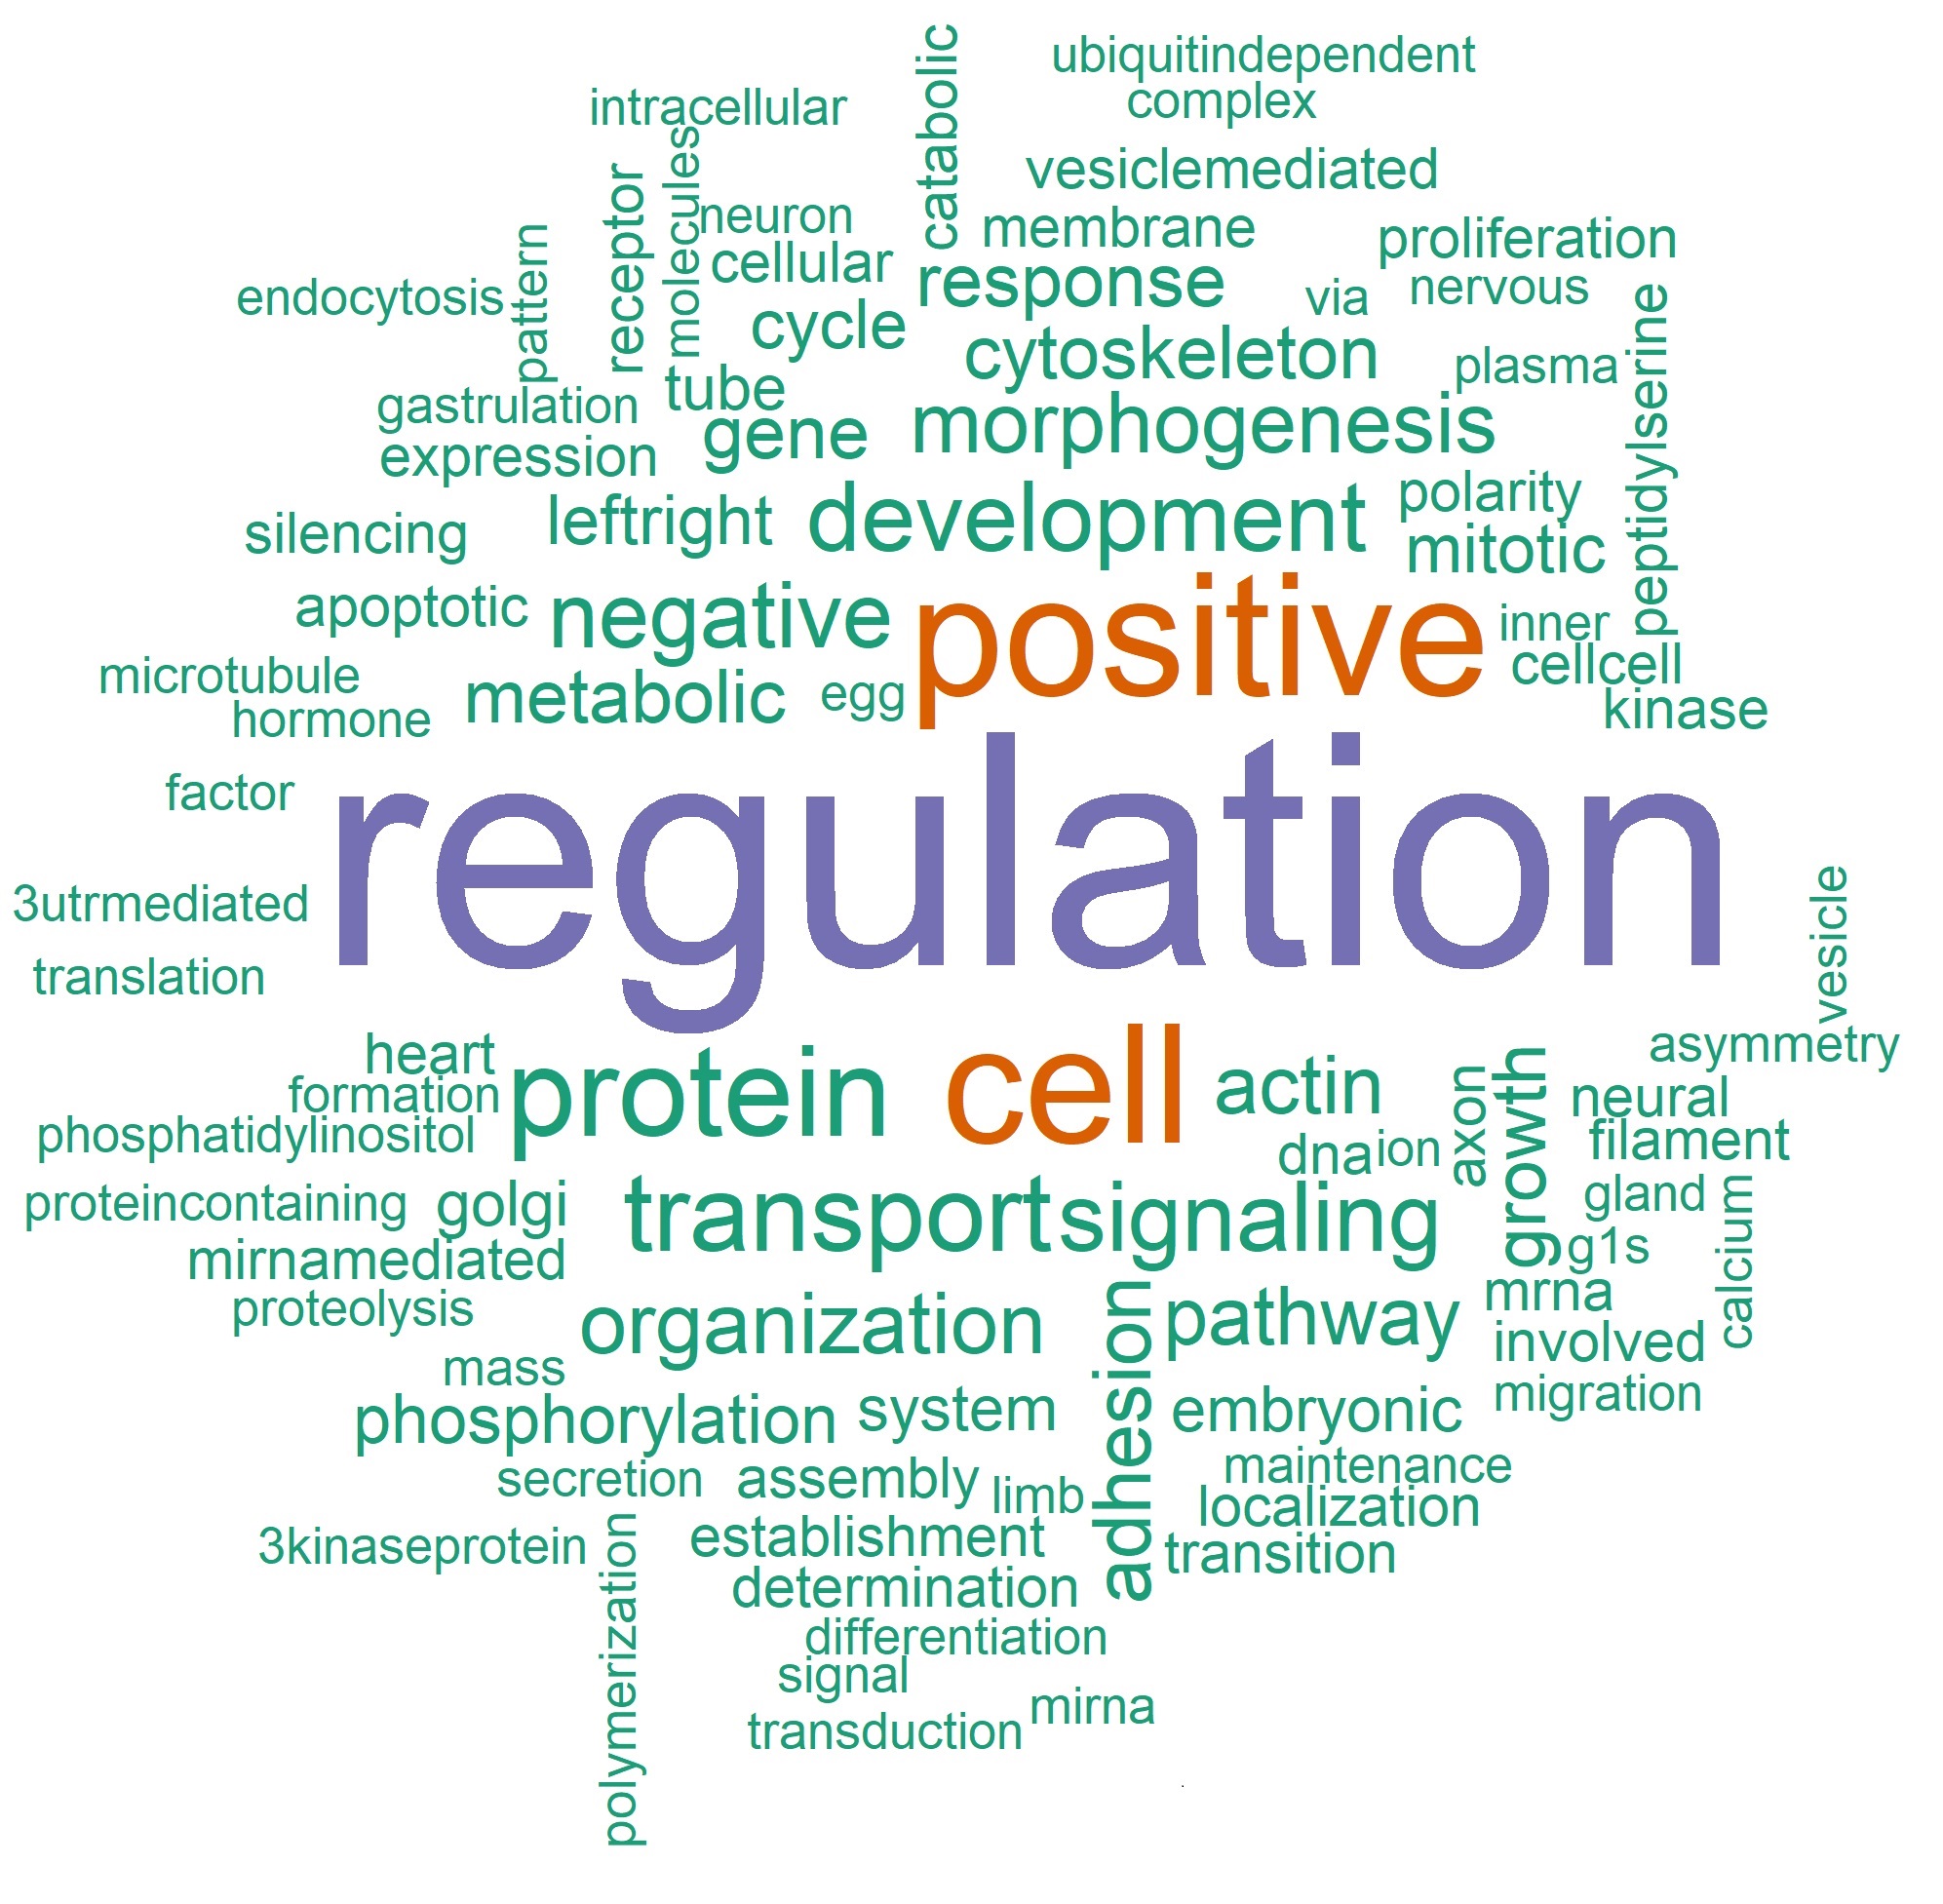 catabolic
ubiquitindependent
complex
intracellular
vesiclemediated
receptor
molecules
neuron
membrane
proliferation
pattern
cellular
response
via
nervous
endocytosis
cycle
cytoskeleton
plasma
peptidylserine
gastrulation
tube
morphogenesis
expression
gene
polarity
silencing
leftright
development
mitotic
apoptotic
negative
positive
inner
cellcell
microtubule
metabolic
egg
kinase
hormone
factor
regulation
3utrmediated
vesicle
translation
heart
protein
cell
actin
axon
growth
asymmetry
formation
neural
phosphatidylinositol
dna
ion
filament
proteincontaining
golgi
transport
signaling
gland
calcium
mirnamediated
g1s
proteolysis
organization
adhesion
pathway
mrna
involved
mass
phosphorylation
system
embryonic
migration
secretion
assembly
limb
maintenance
localization
3kinaseprotein
polymerization
establishment
transition
determination
differentiation
signal
transduction
mirna